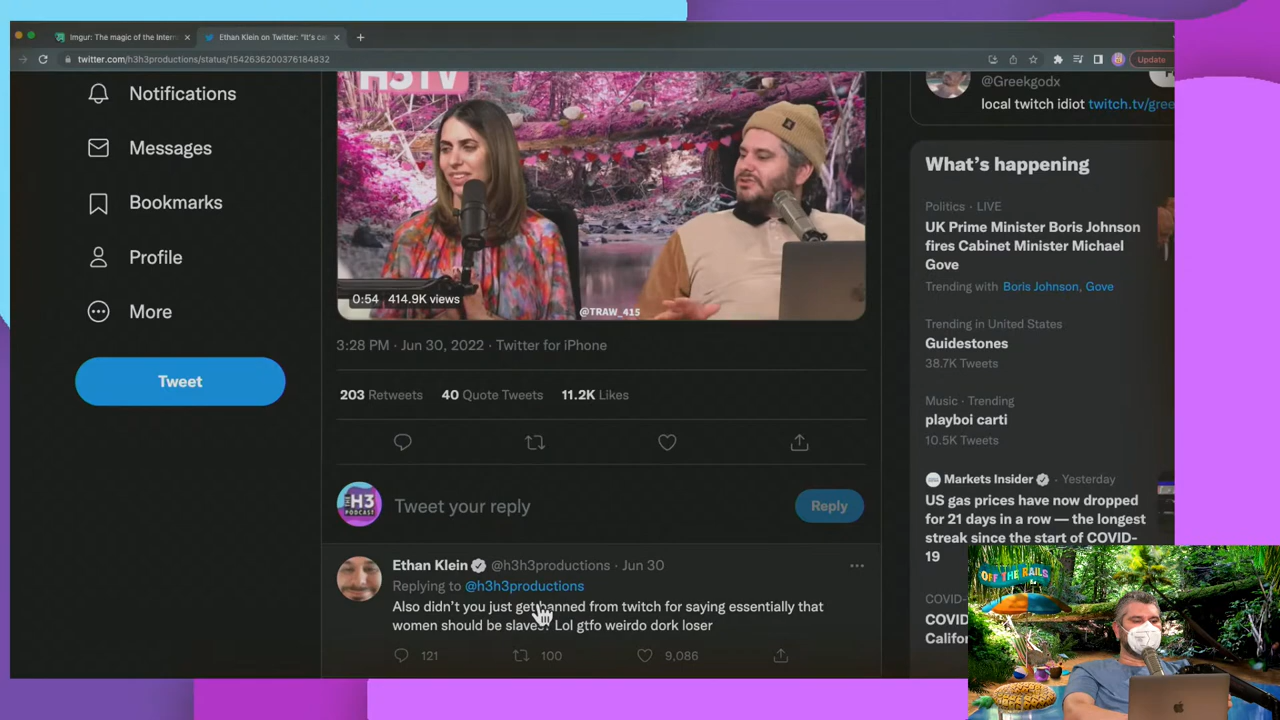 Imgur: The magic of the Intern
Ethan Klein on Twitter: "It's ca
twitter.com/h3h3productions/status/1542636200376184832
Update
Notifications
Messages
Bookmarks
Profile
More
Tweet
H3TV
0:54 414.9K views
@TRAW_415
3:28 PM · Jun 30, 2022 · Twitter for iPhone
203 Retweets 40 Quote Tweets 11.2K Likes
THE H3 PODCAST
Tweet your reply
Reply
Ethan Klein @h3h3productions · Jun 30
Replying to @h3h3productions
Also didn't you just get banned from twitch for saying essentially that
women should be slaves? Lol gtfo weirdo dork loser
121 100 9,086
@Greekgodx
local twitch idiot twitch.tv/gree
What's happening
Politics · LIVE
UK Prime Minister Boris Johnson
fires Cabinet Minister Michael
Gove
Trending with Boris Johnson, Gove
Trending in United States
Guidestones
38.7K Tweets
Music · Trending
playboi carti
10.5K Tweets
Markets Insider · Yesterday
US gas prices have now dropped
for 21 days in a row — the longest
streak since the start of COVID-
19
COVID-
COVI
Califor
OFF THE RAILS